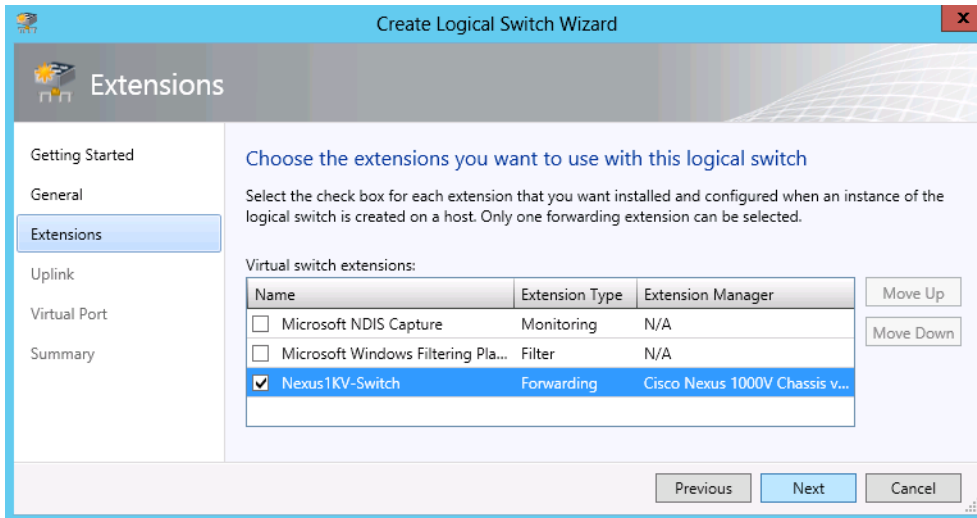 Create Logical Switch Wizard
x
Extensions
Getting Started
General
Extensions
Uplink
Virtual Port
Summary
Choose the extensions you want to use with this logical switch
Select the check box for each extension that you want installed and configured when an instance of the
logical switch is created on a host. Only one forwarding extension can be selected.
Virtual switch extensions:
Name Extension Type Extension Manager
Microsoft NDIS Capture Monitoring N/A
Microsoft Windows Filtering Pla... Filter N/A
Nexus1KV-Switch Forwarding Cisco Nexus 1000V Chassis v...
Move Up
Move Down
Previous Next Cancel